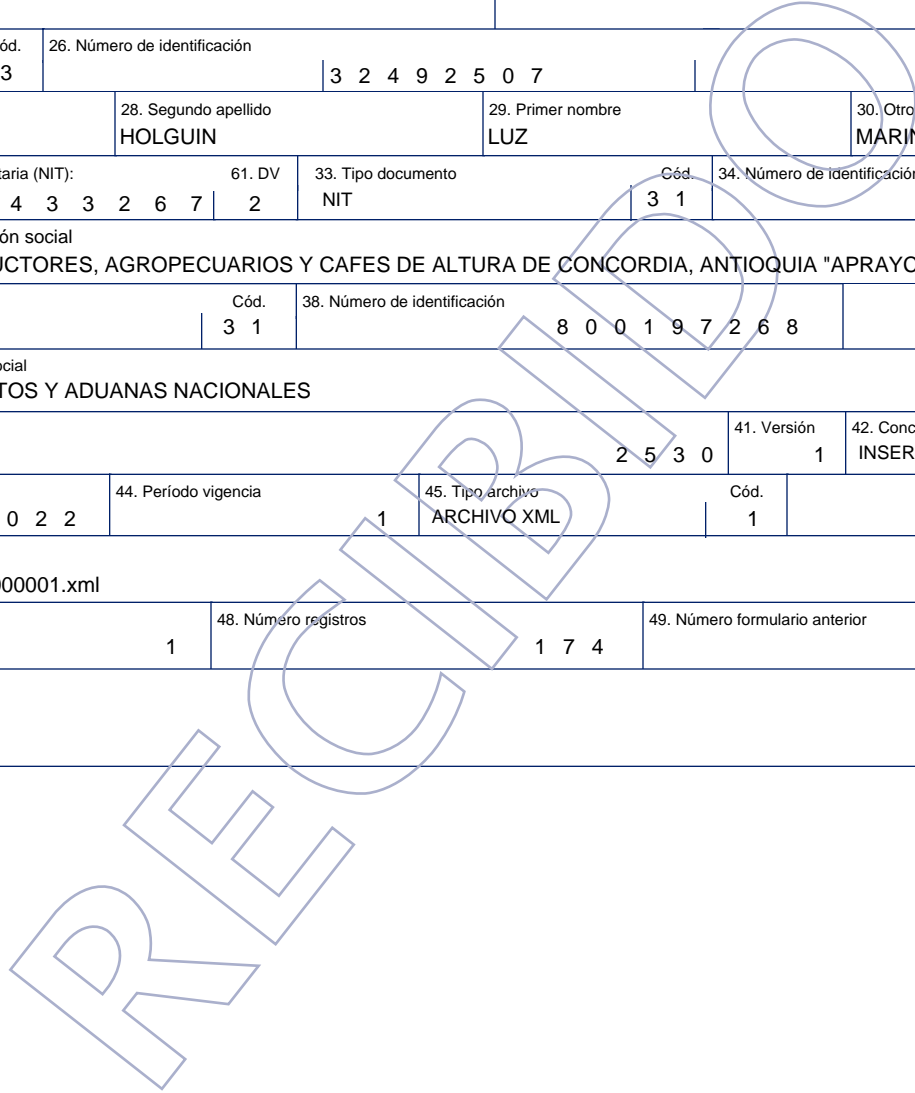 ód. 26. Número de identificación
3 3 2 4 9 2 5 0 7
28. Segundo apellido 29. Primer nombre 30. Otro
HOLGUIN LUZ MARIN
taria (NIT): 61. DV 33. Tipo documento Cód. 34. Número de identificación
4 3 3 2 6 7 2 NIT 3 1
ón social
UCTORES, AGROPECUARIOS Y CAFES DE ALTURA DE CONCORDIA, ANTIOQUIA "APRAYC
Cód. 38. Número de identificación
3 1 8 0 0 1 9 7 2 6 8
ocial
TOS Y ADUANAS NACIONALES
41. Versión 42. Conc
2 5 3 0 1 INSER
44. Período vigencia 45. Tipo archivo Cód.
0 2 2 1 ARCHIVO XML 1
000001.xml
48. Número registros 49. Número formulario anterior
1 1 7 4
RECIBIDO